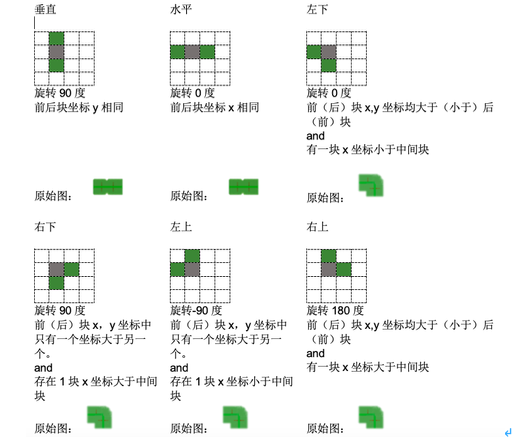 垂直
水平
左下
旋转 90 度
前后块坐标 y 相同
旋转 0 度
前后块坐标 x 相同
旋转 0 度
前（后）块 x,y 坐标均大于（小于）后
（前）块
and
有一块 x 坐标小于中间块
原始图：
原始图：
原始图：
右下
左上
右上
旋转 90 度
前（后）块 x，y 坐标中
只有一个坐标大于另一
个。
and
存在 1 块 x 坐标大于中间
块
原始图：
旋转-90 度
前（后）块 x，y 坐标中
只有一个坐标大于另一
个。
and
存在 1 块 x 坐标小于中间
块
原始图：
旋转 180 度
前（后）块 x,y 坐标均大于（小于）后
（前）块
and
有一块 x 坐标大于中间块
原始图：